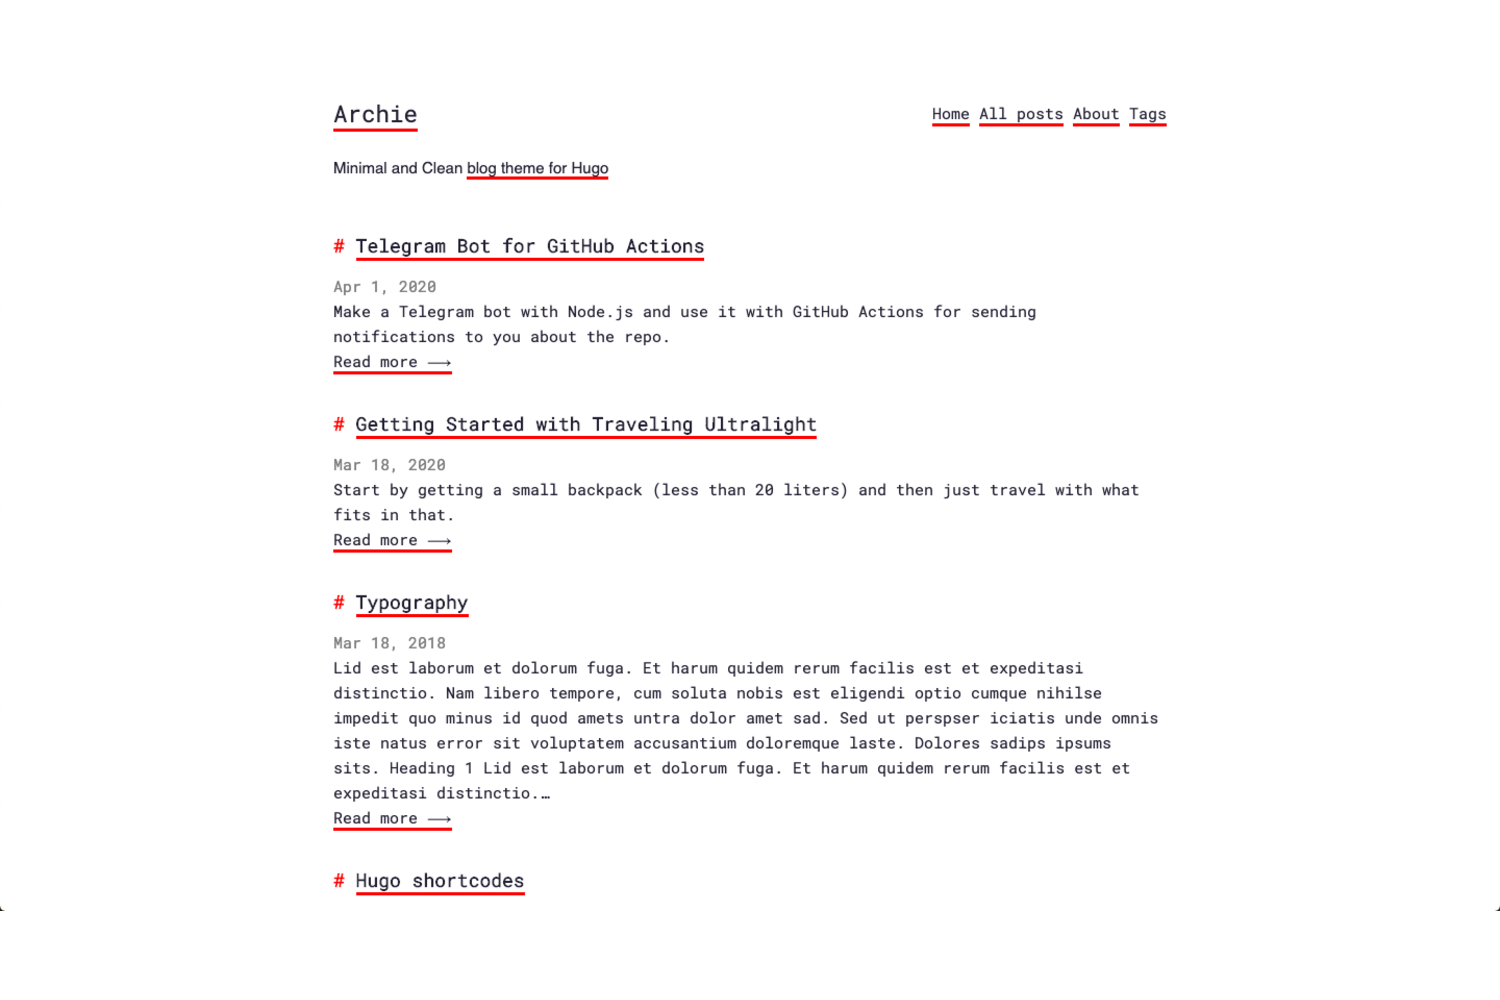 Archie
Home All posts About Tags
Minimal and Clean blog theme for Hugo
# Telegram Bot for GitHub Actions
Apr 1, 2020
Make a Telegram bot with Node.js and use it with GitHub Actions for sending
notifications to you about the repo.
Read more ⟶
# Getting Started with Traveling Ultralight
Mar 18, 2020
Start by getting a small backpack (less than 20 liters) and then just travel with what
fits in that.
Read more ⟶
# Typography
Mar 18, 2018
Lid est laborum et dolorum fuga. Et harum quidem rerum facilis est et expeditasi
distinctio. Nam libero tempore, cum soluta nobis est eligendi optio cumque nihilse
impedit quo minus id quod amets untra dolor amet sad. Sed ut perspser iciatis unde omnis
iste natus error sit voluptatem accusantium doloremque laste. Dolores sadips ipsums
sits. Heading 1 Lid est laborum et dolorum fuga. Et harum quidem rerum facilis est et
expeditasi distinctio.…
Read more ⟶
# Hugo shortcodes